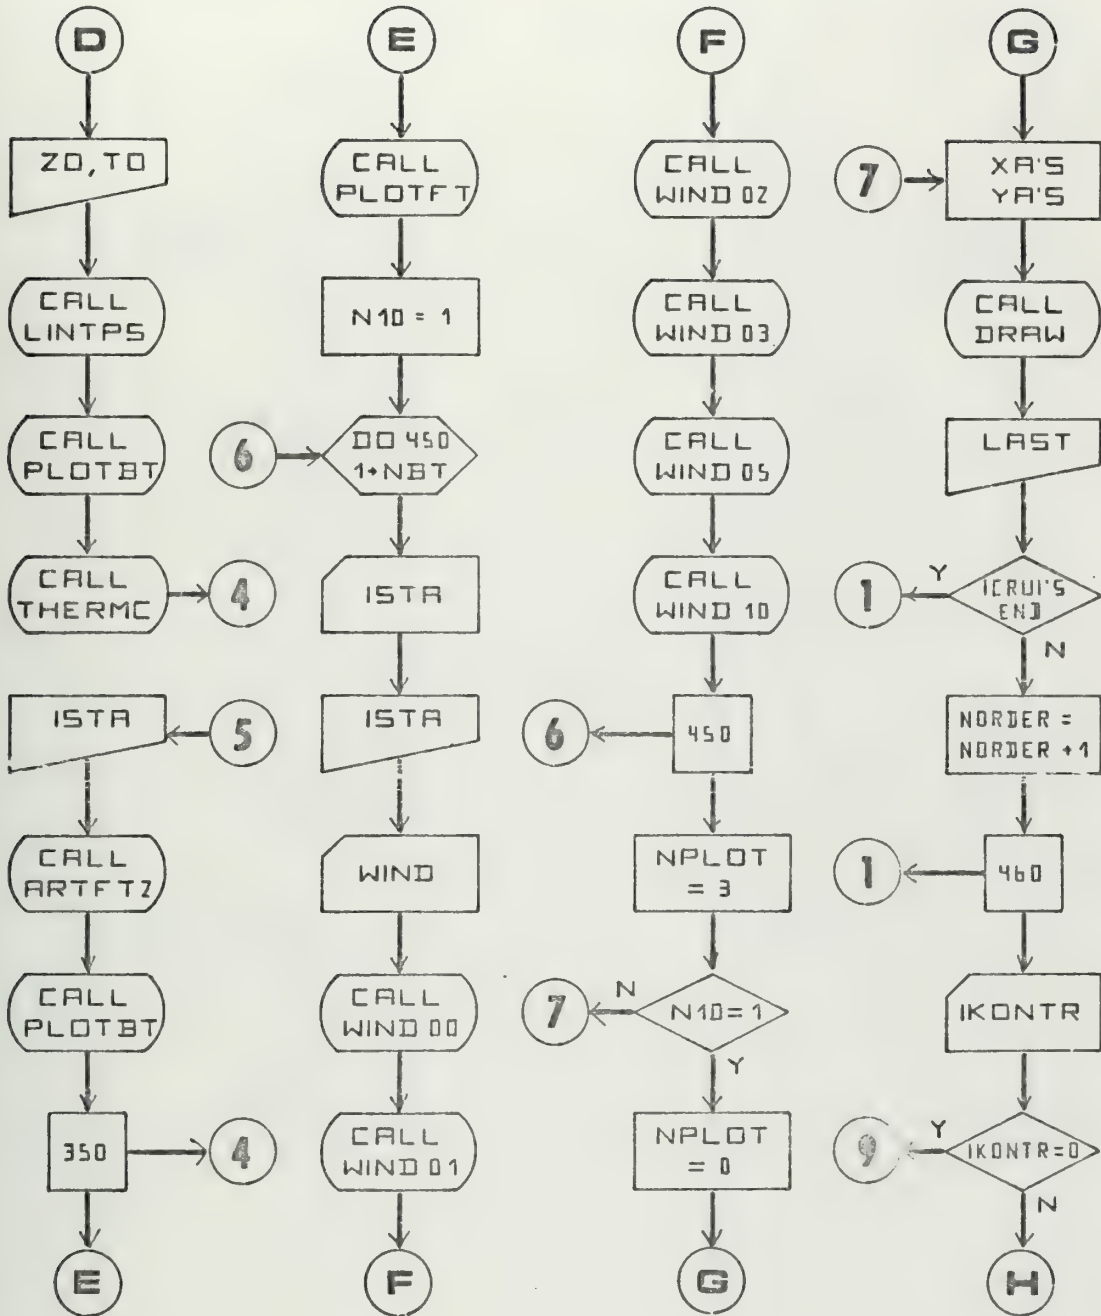 D
ZO, TO
CALL
LINTPS
CALL
PLOTBT
CALL
THERMC
4
ISTA
5
CALL
ARTFTZ
CALL
PLOTBT
350
4
E
E
CALL
PLOTFT
N10 = 1
6
DO 450
1+NBT
ISTA
ISTA
WIND
CALL
WIND 00
CALL
WIND 01
F
F
CALL
WIND 02
CALL
WIND 03
CALL
WIND 05
CALL
WIND 10
450
6
NPLOT
= 3
N10=1
N
7
Y
NPLOT
= 0
G
G
7
XA'S
YA'S
CALL
DRAW
LAST
ICRUI'S
END
Y
1
N
NORDER =
NORDER +1
460
1
IKONTR
IKONTR=0
Y
9
N
H